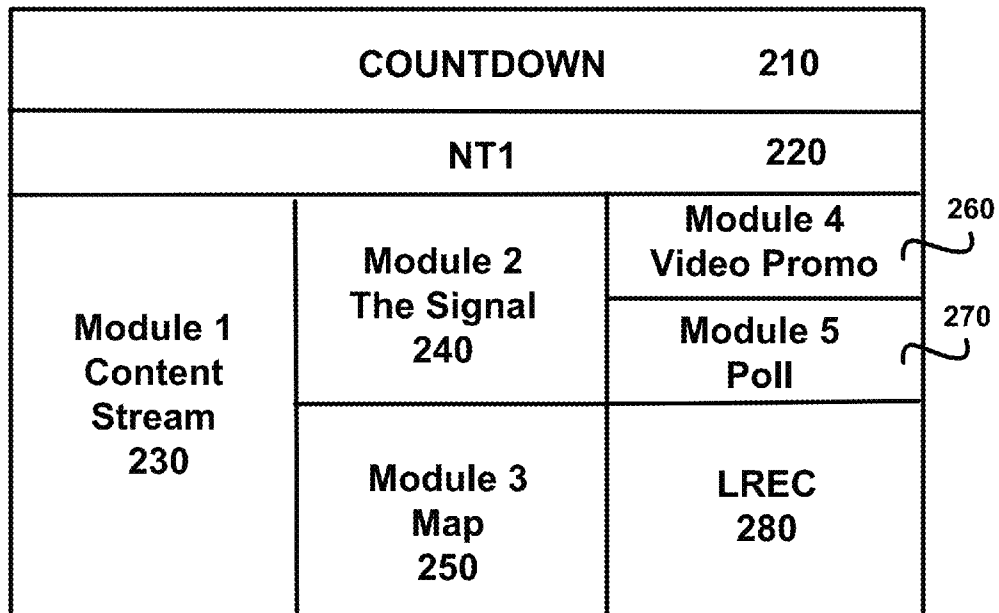 COUNTDOWN 210
NT1 220
Module 1
Content
Stream
230
Module 2
The Signal
240
Module 3
Map
250
Module 4
Video Promo
260
Module 5
Poll
270
LREC
280